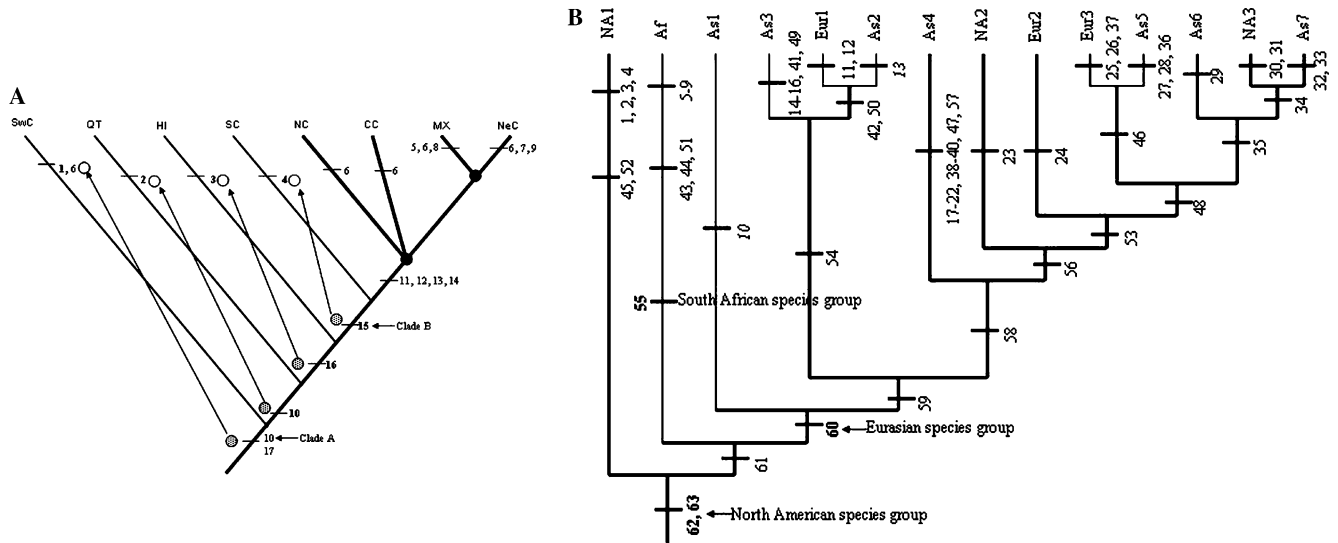 A
SwC QT HI SC NC CC MX NeC
5, 6, 8
6, 7, 9
1, 6
2
3
4
6
6
11, 12, 13, 14
15
Clade B
16
10
10
Clade A
17
B
NA1 Af As1 As3 Eur1 As2 As4 NA2 Eur2 Eur3 As5 As6 NA3 As7
1, 2, 3, 4
45, 52
5-9
43, 44, 51
55
South African species group
10
14-16, 41, 49
11, 12
13
42, 50
54
17-22, 38-40, 47, 57
23
24
25, 26, 37
27, 28, 36
29
30, 31
32, 33
34
35
46
48
53
56
58
59
60
Eurasian species group
61
62, 63
North American species group